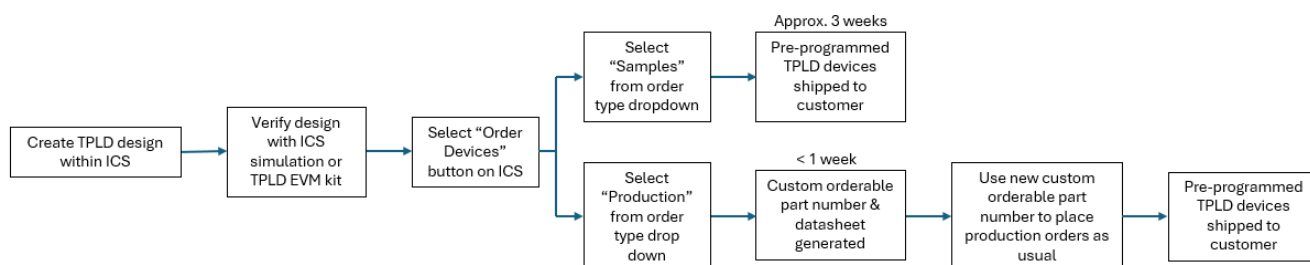 Create TPLD design
within ICS
Verify design
with ICS
simulation or
TPLD EVM kit
Select “Order
Devices”
button on ICS
Select
“Samples”
from order
type dropdown
Approx. 3 weeks
Pre-programmed
TPLD devices
shipped to
customer
Select
“Production”
from order
type drop
down
< 1 week
Custom orderable
part number &
datasheet
generated
Use new custom
orderable part
number to place
production orders as
usual
Pre-programmed
TPLD devices
shipped to
customer